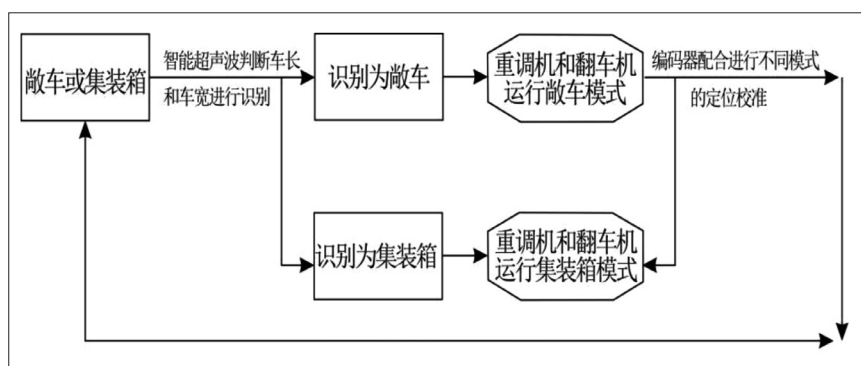 敞车或集装箱
智能超声波判断车长
和车宽进行识别
识别为敞车
重调机和翻车机
运行敞车模式
编码器配合进行不同模式
的定位校准
识别为集装箱
重调机和翻车机
运行集装箱模式